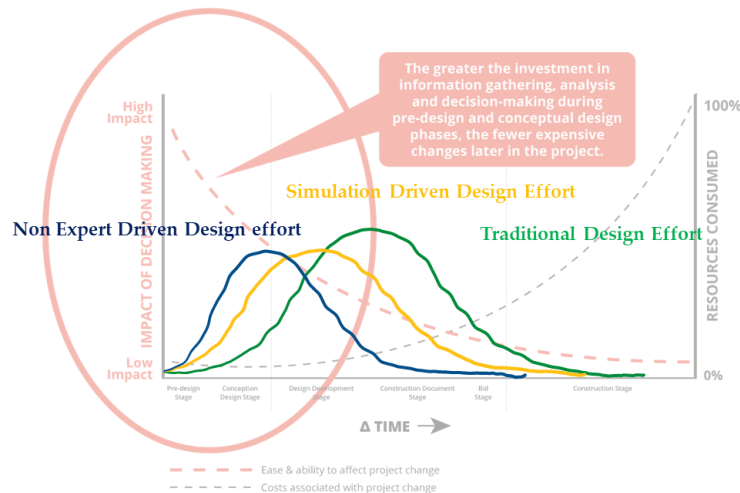 The greater the investment in
information gathering, analysis
and decision-making during
pre-design and conceptual design
phases, the fewer expensive
changes later in the project.
High
Impact
100%
IMPACT OF DECISION MAKING
RESOURCES CONSUMED
Simulation Driven Design Effort
Non Expert Driven Design effort
Traditional Design Effort
Low
Impact
0%
Pre-design
Stage
Conception
Design Stage
Design Development
Stage
Construction Document
Stage
Bid
Stage
Construction Stage
Δ TIME
Ease & ability to affect project change
Costs associated with project change